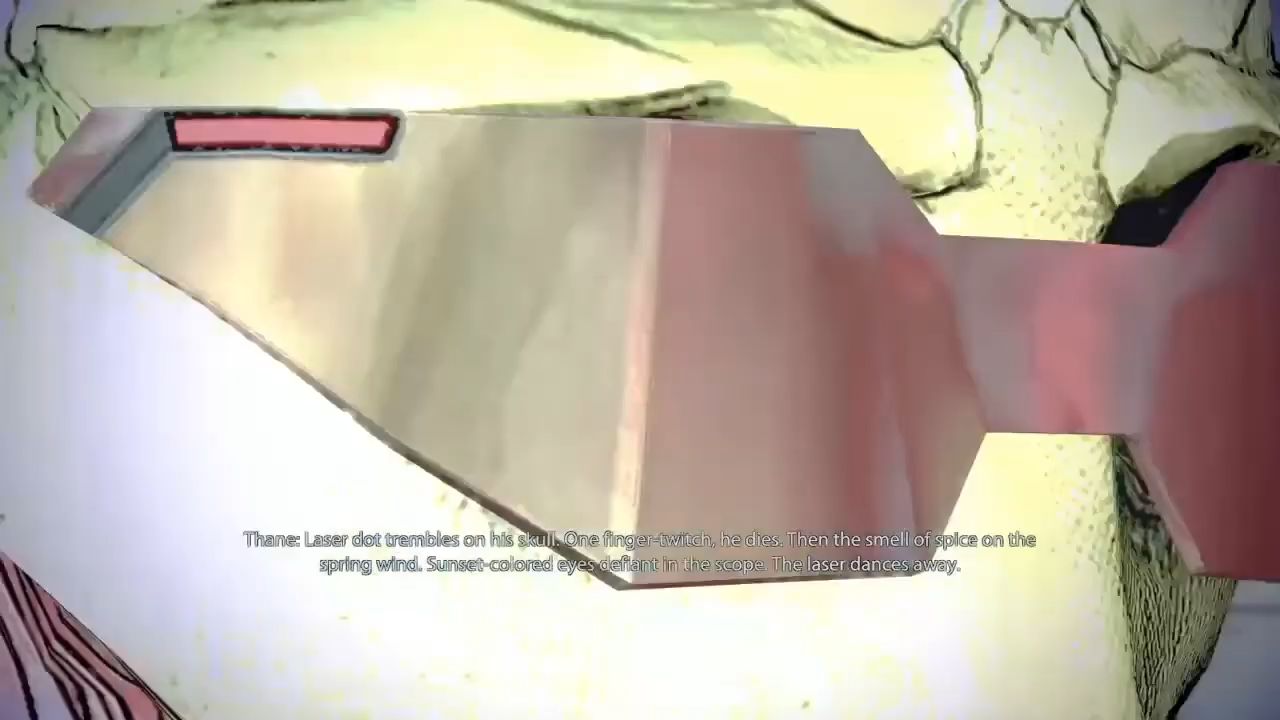 Thane: Laser dot trembles on his skull. One finger-twitch, he dies. Then the smell of spice on the
spring wind. Sunset-colored eyes defiant in the scope. The laser dances away.